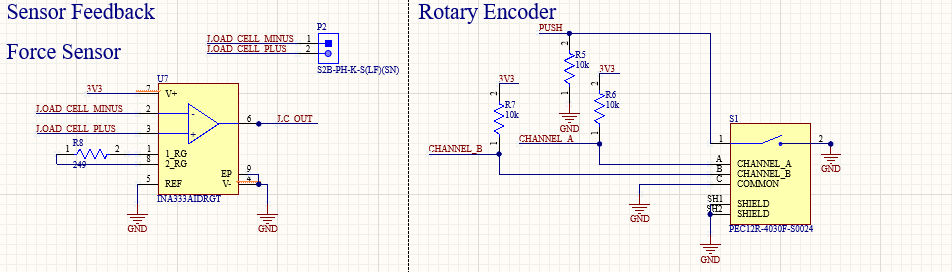 Sensor Feedback
Force Sensor
P2
LOAD_CELL_MINUS 1
LOAD_CELL_PLUS 2
S2B-PH-K-S(LF)(SN)
U7
3V3 7 V+
LOAD_CELL_MINUS 2 -
LOAD_CELL_PLUS 3 +
6 LC_OUT
R8
1 2 1 1_RG
249 8 2_RG
5 REF
EP 9
V- 4
INA333AIDRGT
GND
GND
Rotary Encoder
PUSH
2
R5
10k
1
GND
3V3
2
R6
10k
1
3V3
2
R7
10k
1
CHANNEL_A
CHANNEL_B
S1
1 2
GND
A CHANNEL_A
B CHANNEL_B
C COMMON
GND
SH1 SHIELD
SH2 SHIELD
PEC12R-4030F-S0024
GND